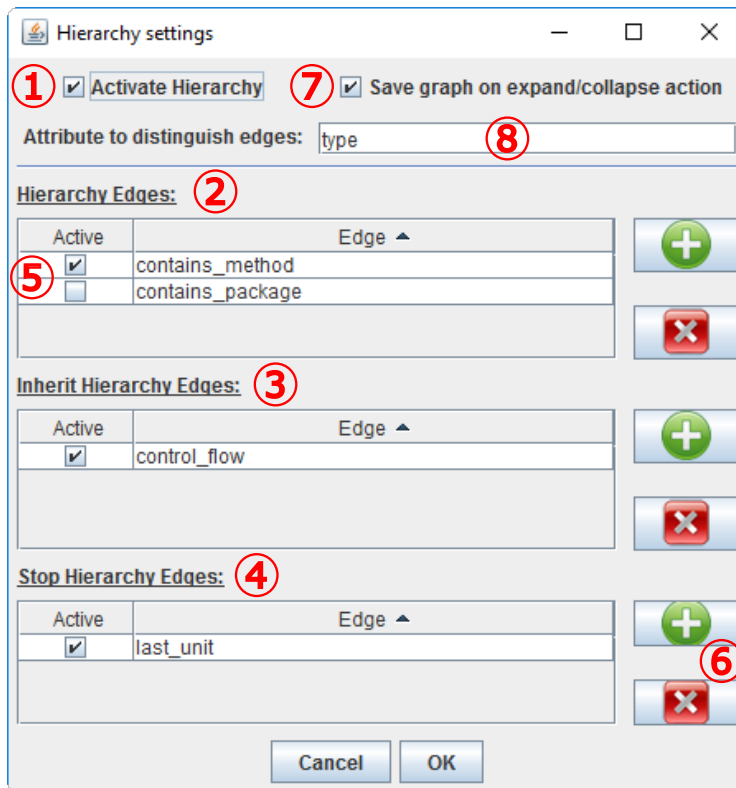 Hierarchy settings
① Activate Hierarchy ⑦ Save graph on expand/collapse action
Attribute to distinguish edges: type ⑧
Hierarchy Edges: ②
Active Edge
⑤ contains_method
contains_package
Inherit Hierarchy Edges: ③
Active Edge
control_flow
Stop Hierarchy Edges: ④
Active Edge
last_unit
⑥
Cancel OK